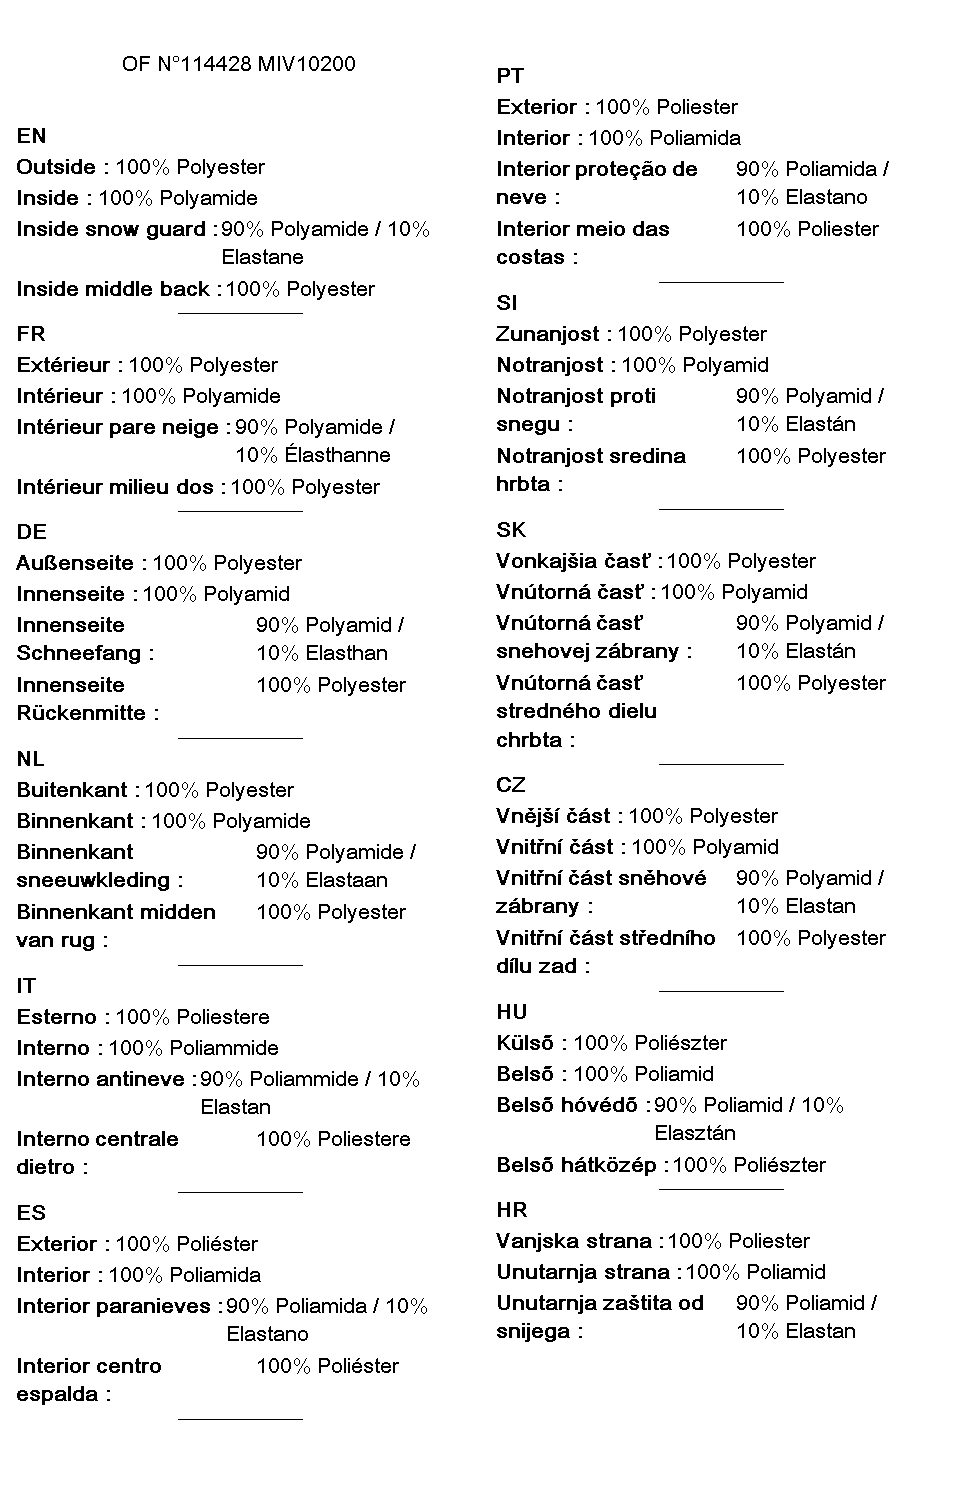 OF N°114428 MIV10200
EN
Outside : 100% Polyester
Inside : 100% Polyamide
Inside snow guard : 90% Polyamide / 10%
Elastane
Inside middle back : 100% Polyester
FR
Extérieur : 100% Polyester
Intérieur : 100% Polyamide
Intérieur pare neige : 90% Polyamide /
10% Élasthanne
Intérieur milieu dos : 100% Polyester
DE
Außenseite : 100% Polyester
Innenseite : 100% Polyamid
Innenseite 90% Polyamid /
Schneefang : 10% Elasthan
Innenseite 100% Polyester
Rückenmitte :
NL
Buitenkant : 100% Polyester
Binnenkant : 100% Polyamide
Binnenkant 90% Polyamide /
sneeuwkleding : 10% Elastaan
Binnenkant midden 100% Polyester
van rug :
IT
Esterno : 100% Poliestere
Interno : 100% Poliammide
Interno antineve : 90% Poliammide / 10%
Elastan
Interno centrale 100% Poliestere
dietro :
ES
Exterior : 100% Poliéster
Interior : 100% Poliamida
Interior paranieves : 90% Poliamida / 10%
Elastano
Interior centro 100% Poliéster
espalda :
PT
Exterior : 100% Poliester
Interior : 100% Poliamida
Interior proteção de 90% Poliamida /
neve : 10% Elastano
Interior meio das 100% Poliester
costas :
SI
Zunanjost : 100% Polyester
Notranjost : 100% Polyamid
Notranjost proti 90% Polyamid /
snegu : 10% Elastán
Notranjost sredina 100% Polyester
hrbta :
SK
Vonkajšia časť : 100% Polyester
Vnútorná časť : 100% Polyamid
Vnútorná časť 90% Polyamid /
snehovej zábrany : 10% Elastán
Vnútorná časť 100% Polyester
stredného dielu
chrbta :
CZ
Vnější část : 100% Polyester
Vnitřní část : 100% Polyamid
Vnitřní část sněhové 90% Polyamid /
zábrany : 10% Elastan
Vnitřní část středního 100% Polyester
dílu zad :
HU
Külső : 100% Poliészter
Belső : 100% Poliamid
Belső hóvédő : 90% Poliamid / 10%
Elasztán
Belső hátközép : 100% Poliészter
HR
Vanjska strana : 100% Poliester
Unutarnja strana : 100% Poliamid
Unutarnja zaštita od 90% Poliamid /
snijega : 10% Elastan